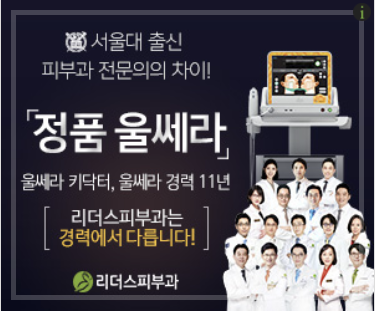 서울대 출신
피부과 전문의의 차이!
「정품 울쎄라」
울쎄라 키닥터, 울쎄라 경력 11년
[ 리더스피부과는
경력에서 다릅니다! ]
리더스피부과